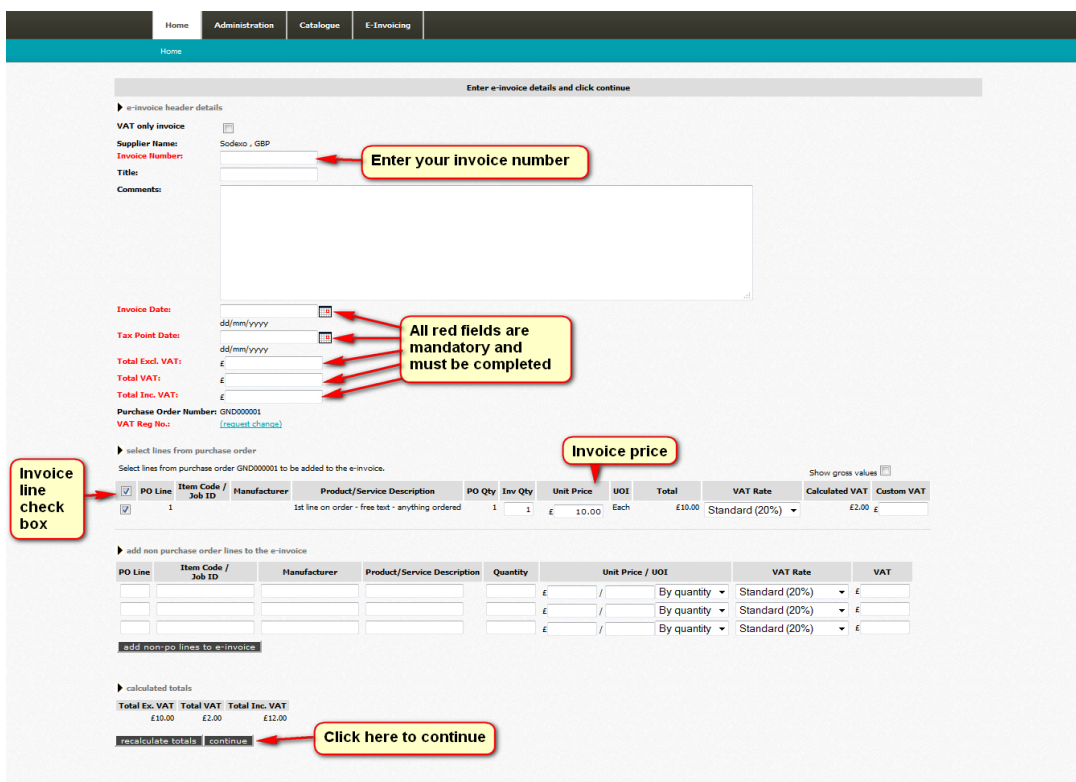 Home Administration Catalogue E-Invoicing
Home
Enter e-invoice details and click continue
e-invoice header details
VAT only invoice
Supplier Name: Sodexo , GBP
Invoice Number:
Enter your invoice number
Title:
Comments:
Invoice Date:
dd/mm/yyyy
Tax Point Date:
dd/mm/yyyy
All red fields are
mandatory and
must be completed
Total Excl. VAT: £
Total VAT: £
Total Inc. VAT: £
Purchase Order Number: GND000001
VAT Reg No.: (request change)
select lines from purchase order
Invoice price
Select lines from purchase order GND000001 to be added to the e-invoice.
Show gross values
Invoice
line
check
box
PO Line Item Code / Job ID Manufacturer Product/Service Description PO Qty Inv Qty Unit Price UOI Total VAT Rate Calculated VAT Custom VAT
1 1st line on order - free text - anything ordered 1 1 £ 10.00 Each £10.00 Standard (20%) £2.00 £
add non purchase order lines to the e-invoice
PO Line Item Code / Job ID Manufacturer Product/Service Description Quantity Unit Price / UOI VAT Rate VAT
£ / By quantity Standard (20%) £
£ / By quantity Standard (20%) £
£ / By quantity Standard (20%) £
add non-po lines to e-invoice
calculated totals
Total Ex. VAT Total VAT Total Inc. VAT
£10.00 £2.00 £12.00
recalculate totals continue
Click here to continue